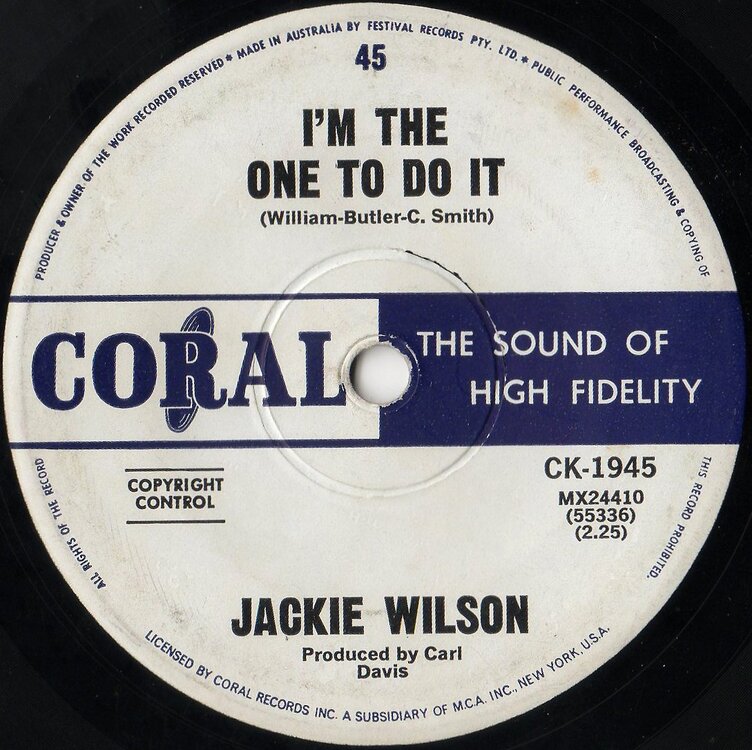 PRODUCER & OWNER OF THE WORK RECORDED RESERVED * MADE IN AUSTRALIA BY FESTIVAL RECORDS PTY. LTD. * PUBLIC PERFORMANCE BROADCASTING & COPYING OF
45
I'M THE
ONE TO DO IT
(William-Butler-C. Smith)
CORAL
THE SOUND OF
HIGH FIDELITY
COPYRIGHT
CONTROL
CK-1945
MX24410
(55336)
(2.25)
JACKIE WILSON
Produced by Carl
Davis
ALL RIGHTS OF THE RECORD
THIS RECORD PROHIBITED.
LICENSED BY CORAL RECORDS INC. A SUBSIDIARY OF M.C.A. INC., NEW YORK, U.S.A.